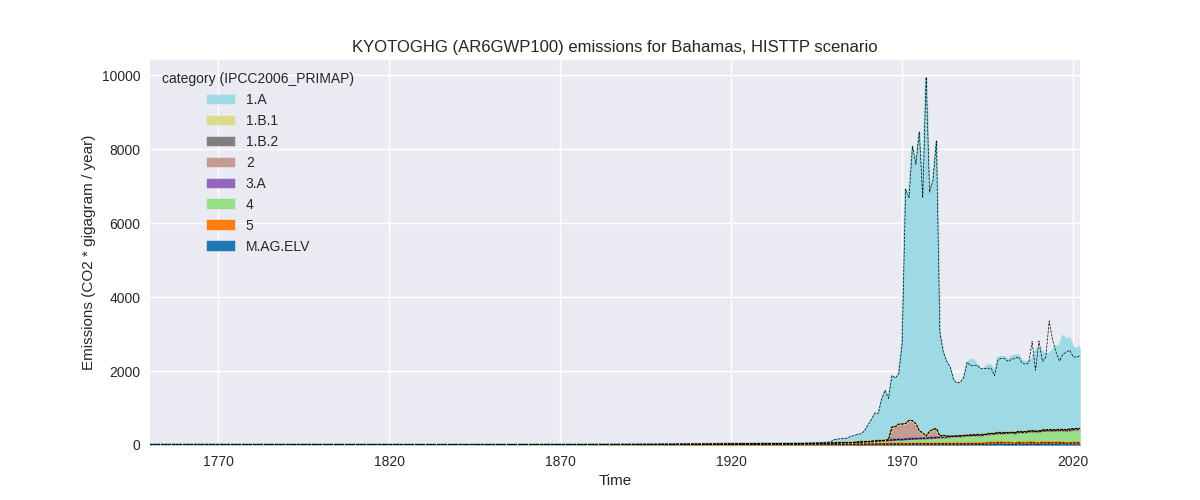 KYOTOGHG (AR6GWP100) emissions for Bahamas, HISTTP scenario
Emissions (CO2 * gigagram / year)
10000
8000
6000
4000
2000
0
category (IPCC2006_PRIMAP)
1.A
1.B.1
1.B.2
2
3.A
4
5
M.AG.ELV
1770 1820 1870 1920 1970 2020
Time